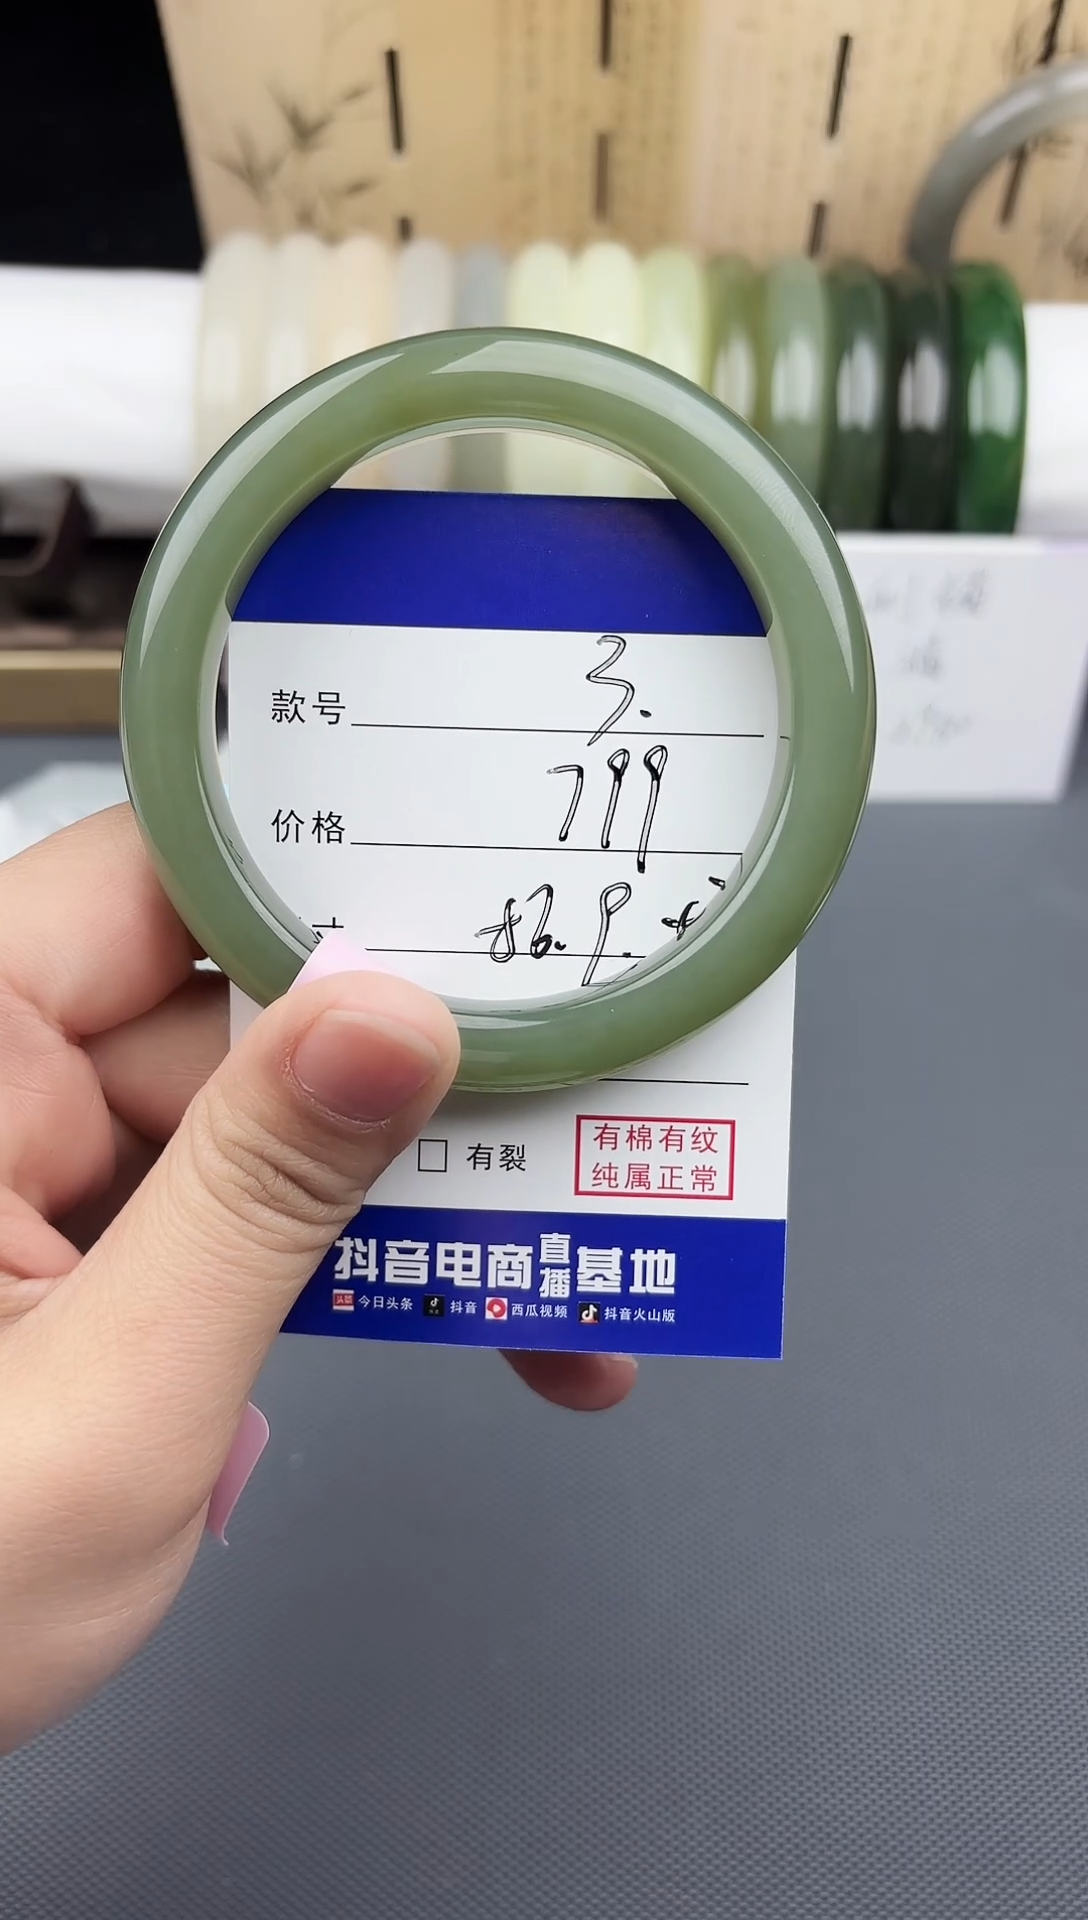 款号 3.
价格 799
寸
有裂
有棉有纹
纯属正常
抖音电商直播基地
今日头条 抖音 西瓜视频 抖音火山版